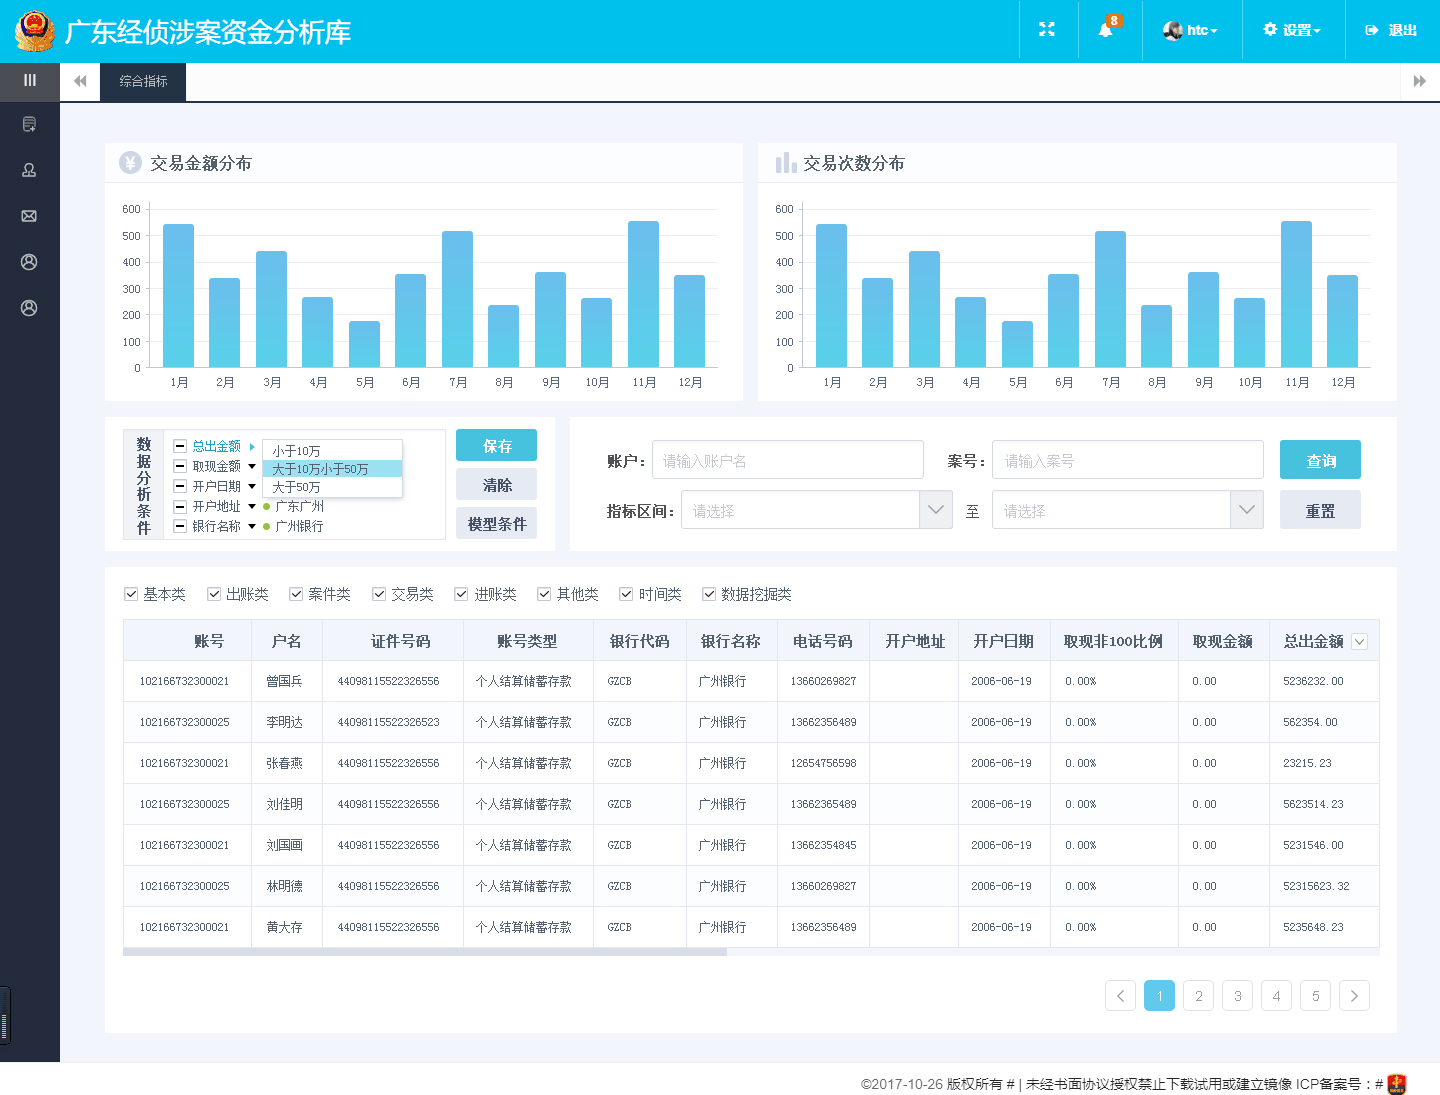 广东经侦涉案资金分析库
8
htc
设置
退出
综合指标
交易金额分布
600
500
400
300
200
100
0
1月 2月 3月 4月 5月 6月 7月 8月 9月 10月 11月 12月
交易次数分布
600
500
400
300
200
100
0
1月 2月 3月 4月 5月 6月 7月 8月 9月 10月 11月 12月
数据分析条件
总出金额
取现金额
开户日期
开户地址 广东广州
银行名称 广州银行
小于10万
大于10万小于50万
大于50万
保存
清除
模型条件
账户： 请输入账户名
案号： 请输入案号
查询
指标区间： 请选择 至 请选择
重置
基本类 出账类 案件类 交易类 进账类 其他类 时间类 数据挖掘类
账号 户名 证件号码 账号类型 银行代码 银行名称 电话号码 开户地址 开户日期 取现非100比例 取现金额 总出金额
102166732300021 曾国兵 44098115522326556 个人结算储蓄存款 GZCB 广州银行 13660269827 2006-06-19 0.00% 0.00 5236232.00
102166732300025 李明达 44098115522326523 个人结算储蓄存款 GZCB 广州银行 13662356489 2006-06-19 0.00% 0.00 562354.00
102166732300021 张春燕 44098115522326556 个人结算储蓄存款 GZCB 广州银行 12654756598 2006-06-19 0.00% 0.00 23215.23
102166732300025 刘佳明 44098115522326556 个人结算储蓄存款 GZCB 广州银行 13662365489 2006-06-19 0.00% 0.00 5623514.23
102166732300021 刘国画 44098115522326556 个人结算储蓄存款 GZCB 广州银行 13662354845 2006-06-19 0.00% 0.00 5231546.00
102166732300025 林明德 44098115522326556 个人结算储蓄存款 GZCB 广州银行 13660269827 2006-06-19 0.00% 0.00 52315623.32
102166732300021 黄大存 44098115522326556 个人结算储蓄存款 GZCB 广州银行 13662356489 2006-06-19 0.00% 0.00 5235648.23
1 2 3 4 5
©2017-10-26 版权所有 # | 未经书面协议授权禁止下载试用或建立镜像 ICP备案号：#